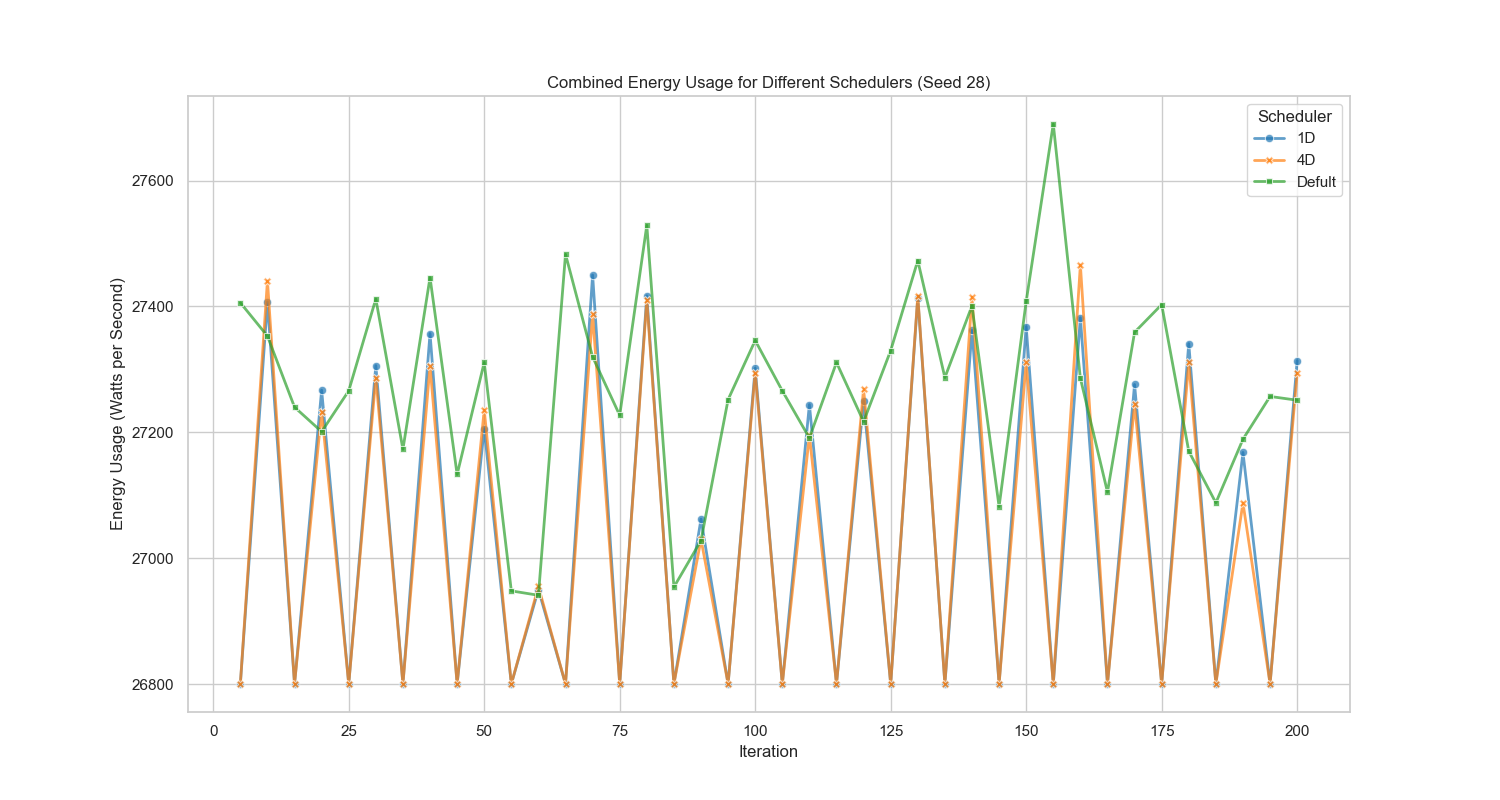 Combined Energy Usage for Different Schedulers (Seed 28)
Scheduler
1D
4D
Defult
Energy Usage (Watts per Second)
27600
27400
27200
27000
26800
0 25 50 75 100 125 150 175 200
Iteration